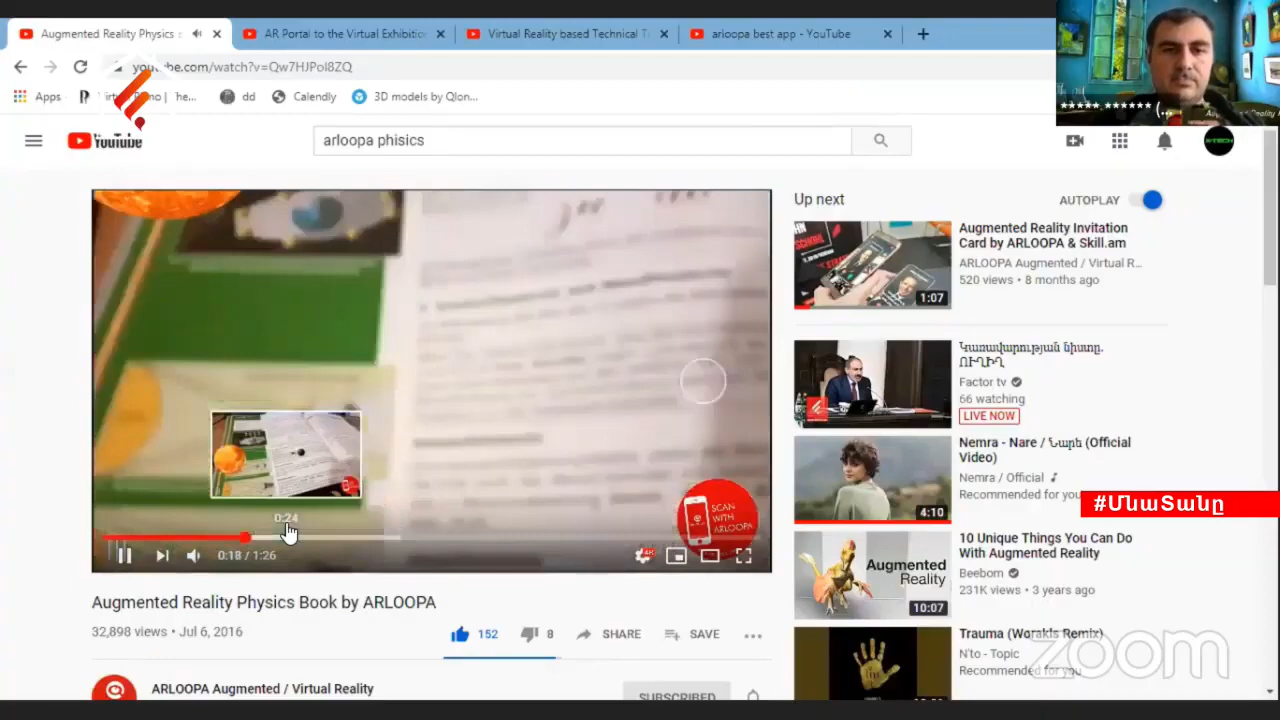 Augmented Reality Physics
AR Portal to the Virtual Exhibition
Virtual Reality based Technical T
arloopa best app - YouTube
youtube.com/watch?v=Qw7HJPol8ZQ
Apps
dd
Calendly
3D models by Qlon...
***** ****** (...
YouTube
arloopa phisics
Up next
AUTOPLAY
Augmented Reality Invitation
Card by ARLOOPA & Skill.am
ARLOOPA Augmented / Virtual R...
520 views • 8 months ago
1:07
Կառավարության նիստը.
ՈՒՂԻՂ
Factor tv
66 watching
LIVE NOW
Nemra - Nare / Նարե (Official
Video)
Nemra / Official
Recommended for you
4:10
#ՄնաՏանը
10 Unique Things You Can Do
With Augmented Reality
Beebom
231K views • 3 years ago
Augmented
Reality
10:07
Trauma (Worakls Remix)
N'to - Topic
Recommended for you
zoom
SCAN
WITH
ARLOOPA
0:24
0:18 / 1:26
Augmented Reality Physics Book by ARLOOPA
32,898 views • Jul 6, 2016
152
8
SHARE
SAVE
ARLOOPA Augmented / Virtual Reality
SUBSCRIBED